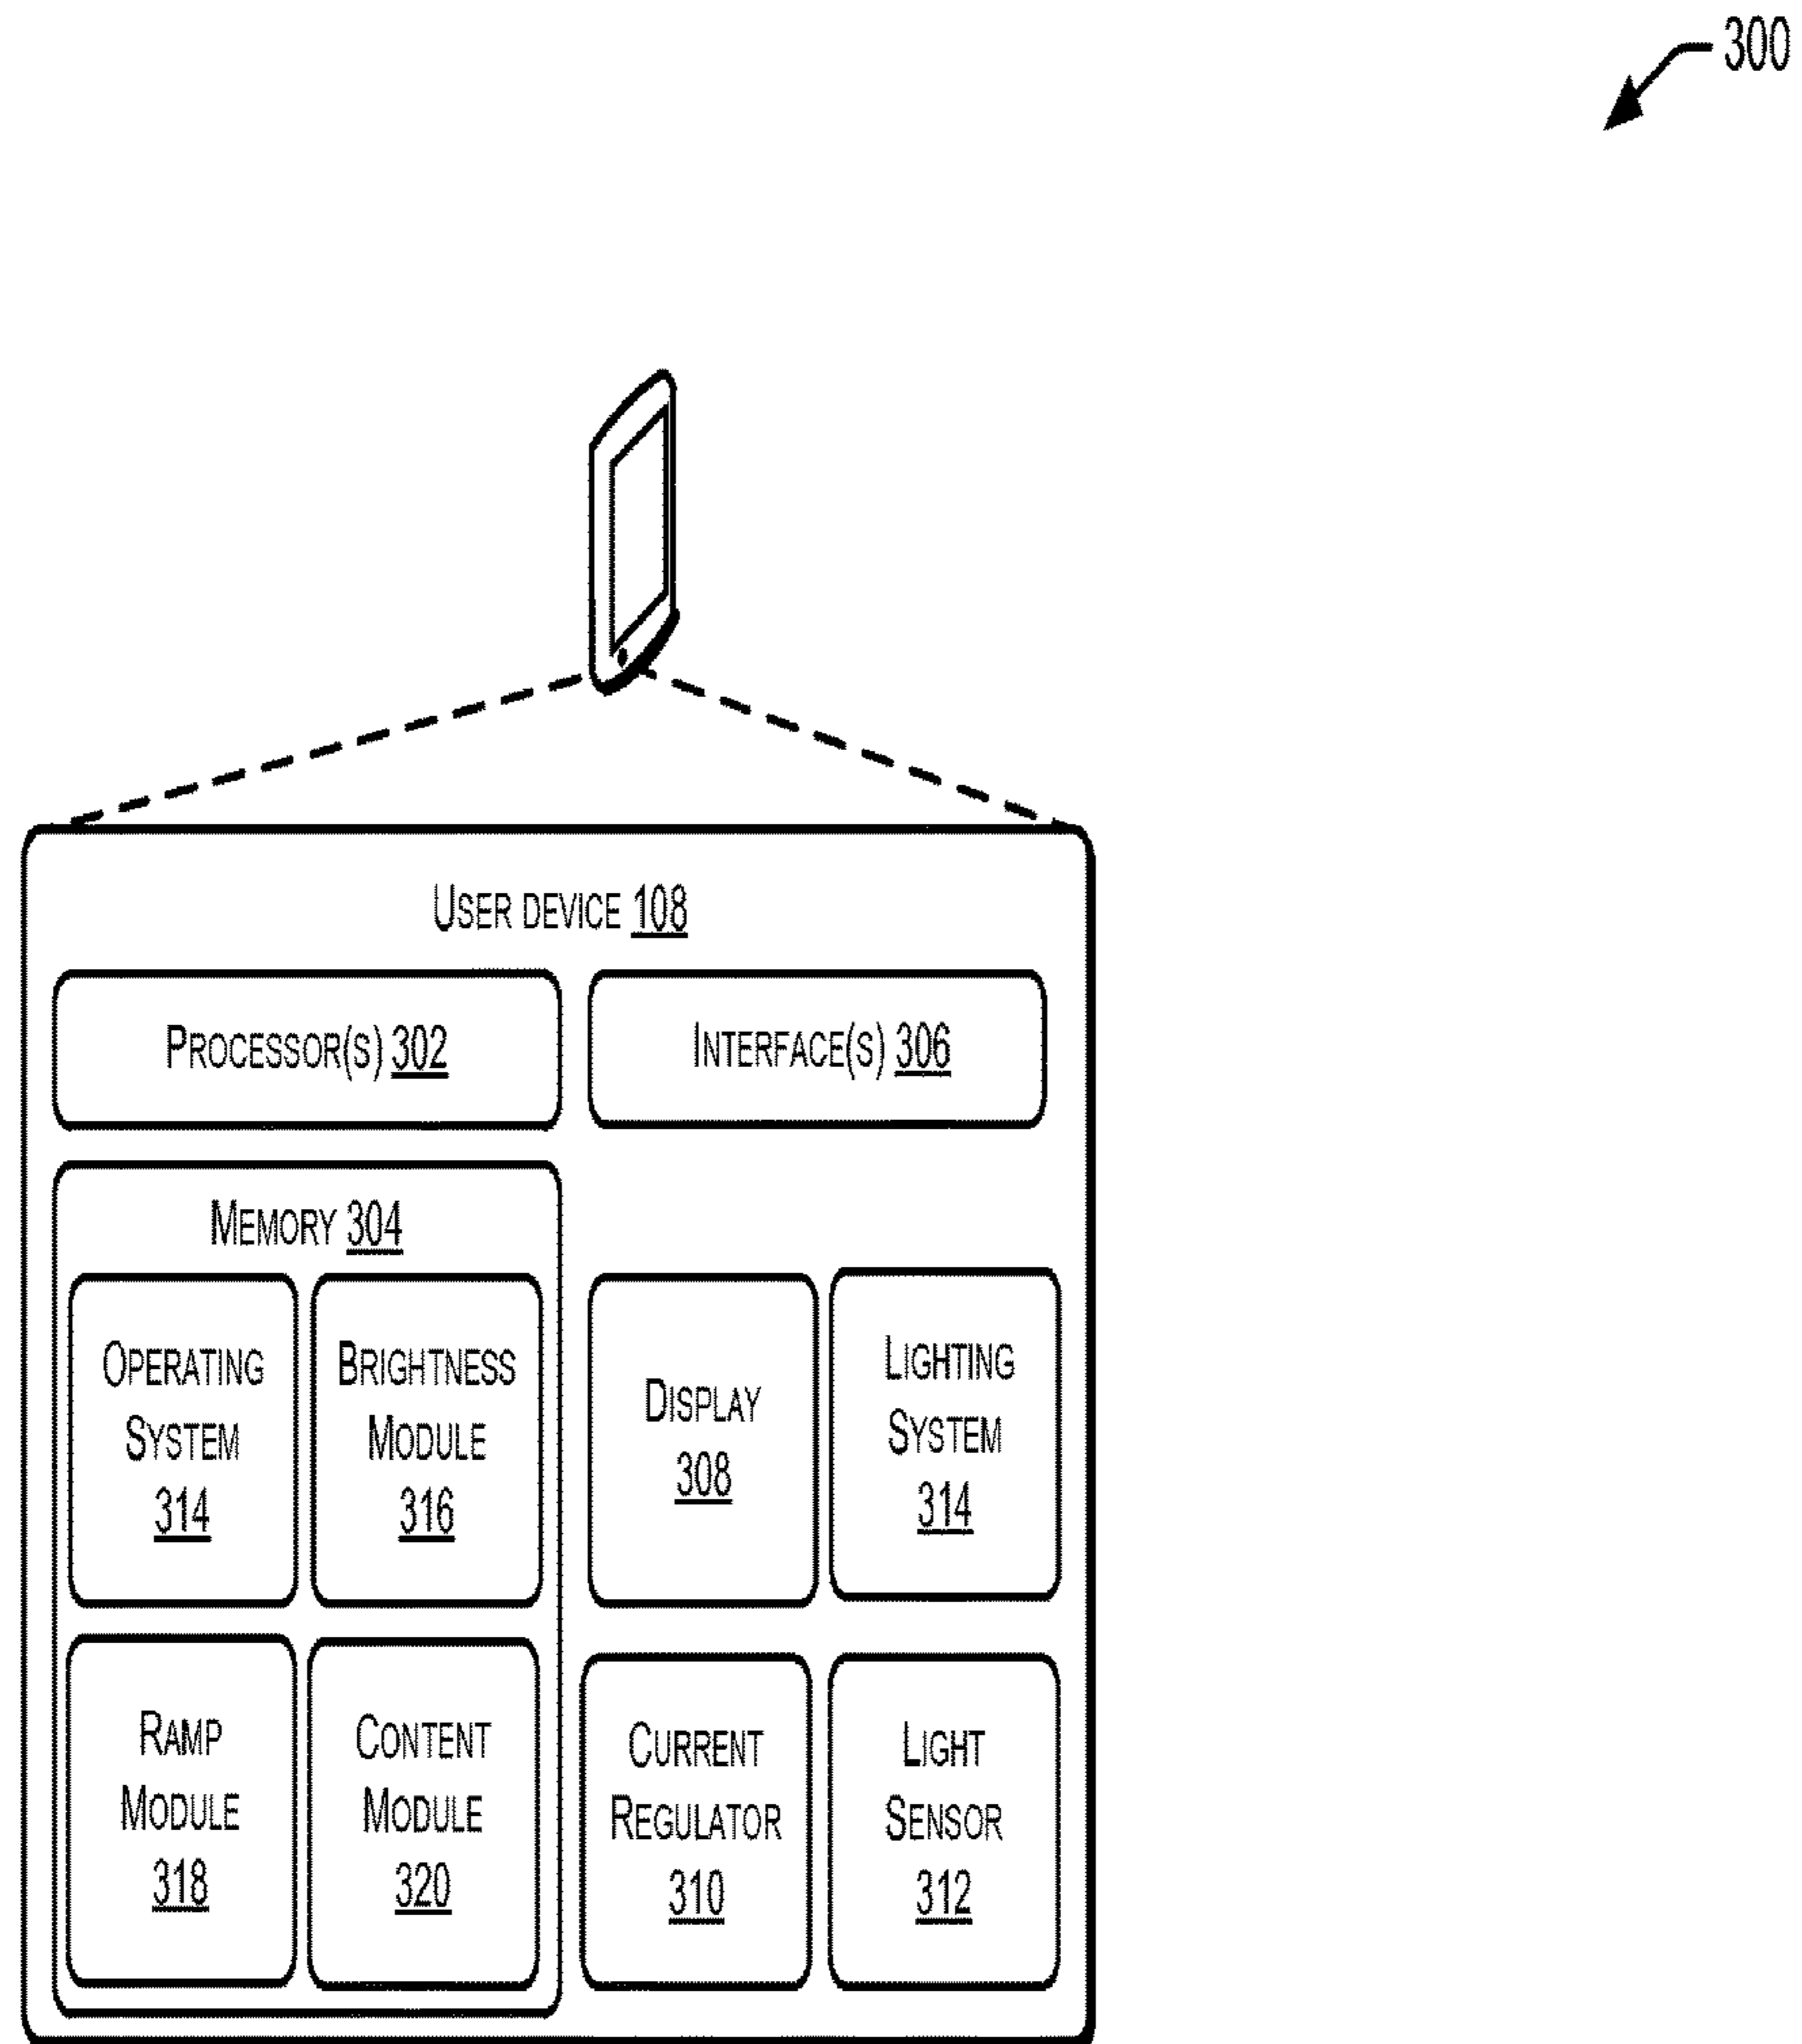 300
User device 108
Processor(s) 302
Interface(s) 306
Memory 304
Operating
System
314
Brightness
Module
316
Display
308
Lighting
System
314
Ramp
Module
318
Content
Module
320
Current
Regulator
310
Light
Sensor
312